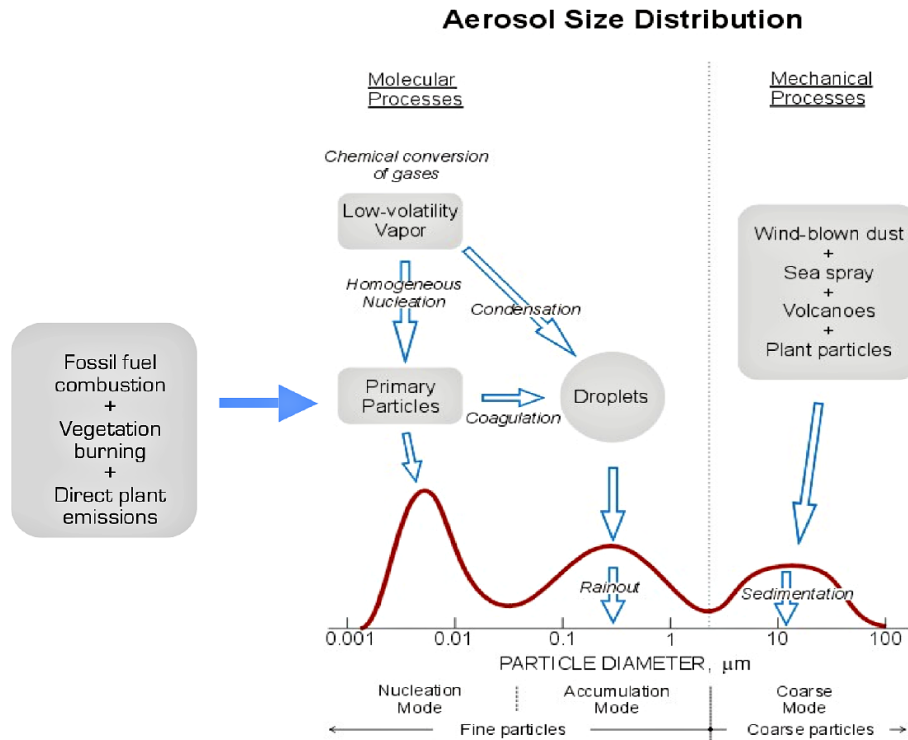 Aerosol Size Distribution
Molecular
Processes
Mechanical
Processes
Chemical conversion
of gases
Low-volatility
Vapor
Homogeneous
Nucleation
Condensation
Wind-blown dust
+
Sea spray
+
Volcanoes
+
Plant particles
Fossil fuel
combustion
+
Vegetation
burning
+
Direct plant
emissions
Primary
Particles
Coagulation
Droplets
Rainout
Sedimentation
0.001
0.01
0.1
1
10
100
PARTICLE DIAMETER, μm
Nucleation
Mode
Accumulation
Mode
Coarse
Mode
Fine particles
Coarse particles